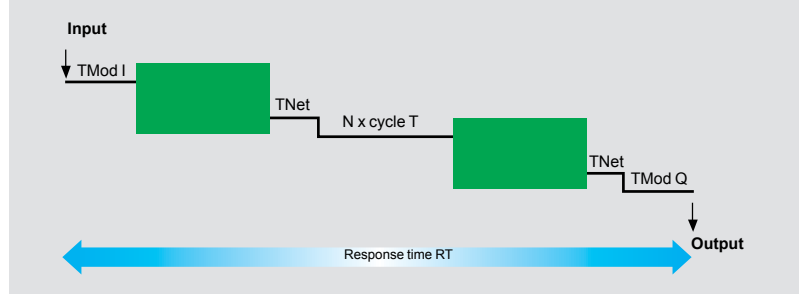 Input
TMod I
TNet
N x cycle T
TNet
TMod Q
Output
Response time RT